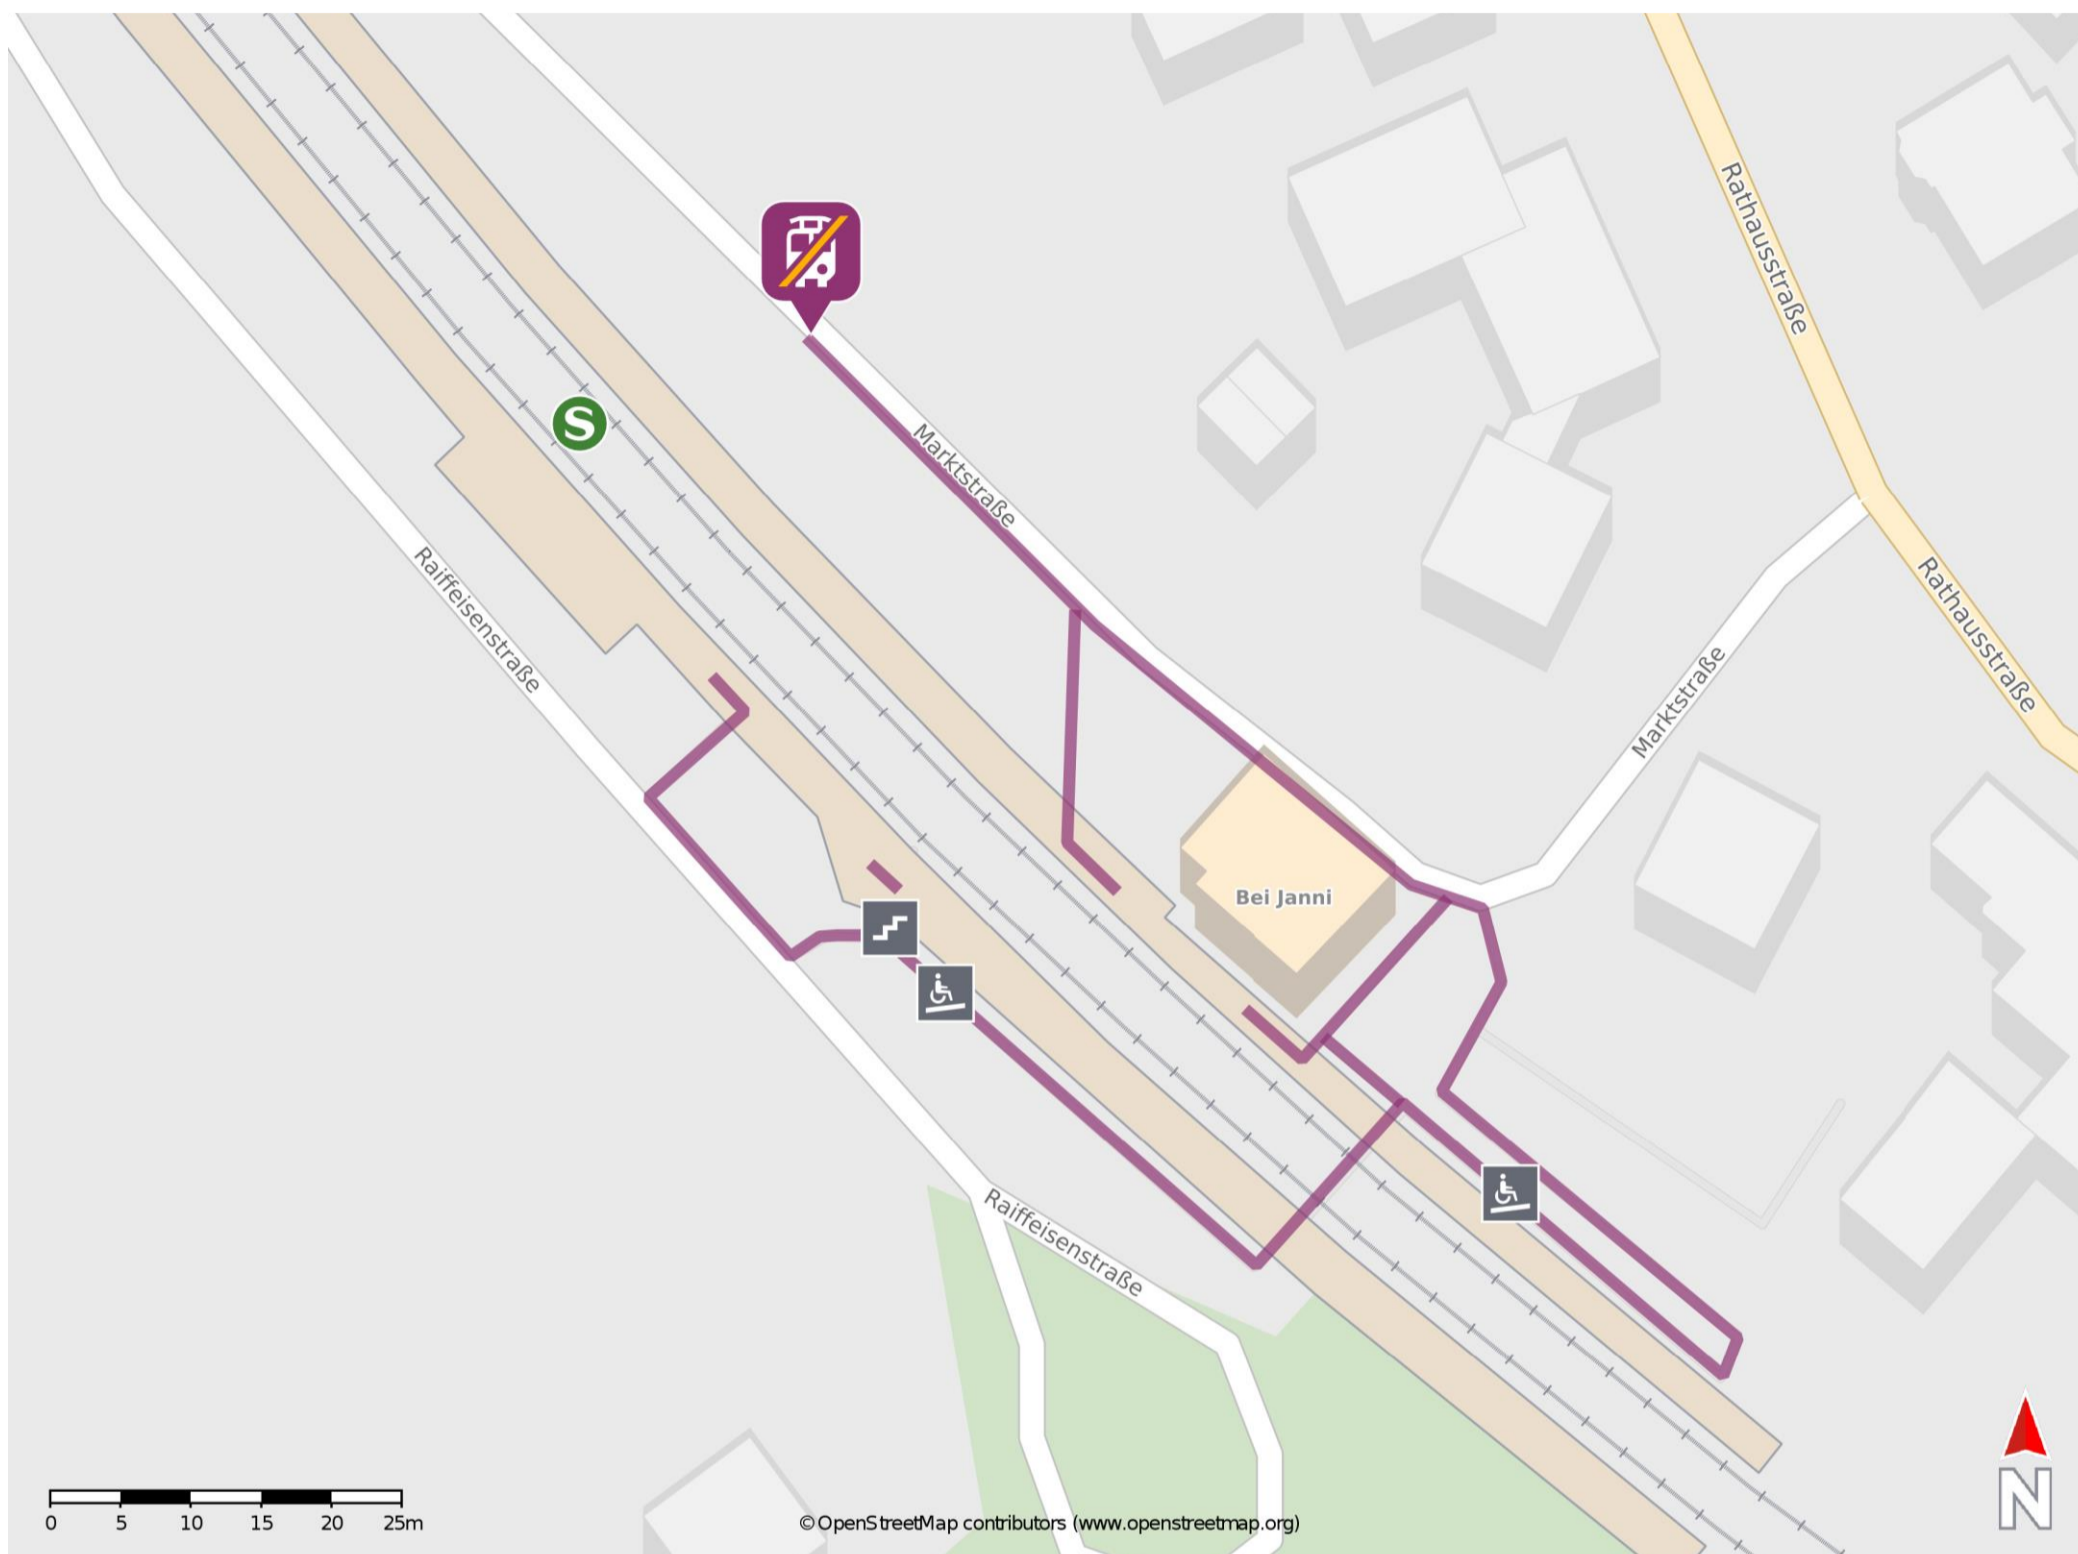 Rathausstraße
S
Marktstraße
Raiffeisenstraße
Rathausstraße
Marktstraße
Bei Janni
Raiffeisenstraße
0 5 10 15 20 25m
©OpenStreetMap contributors (www.openstreetmap.org)
N